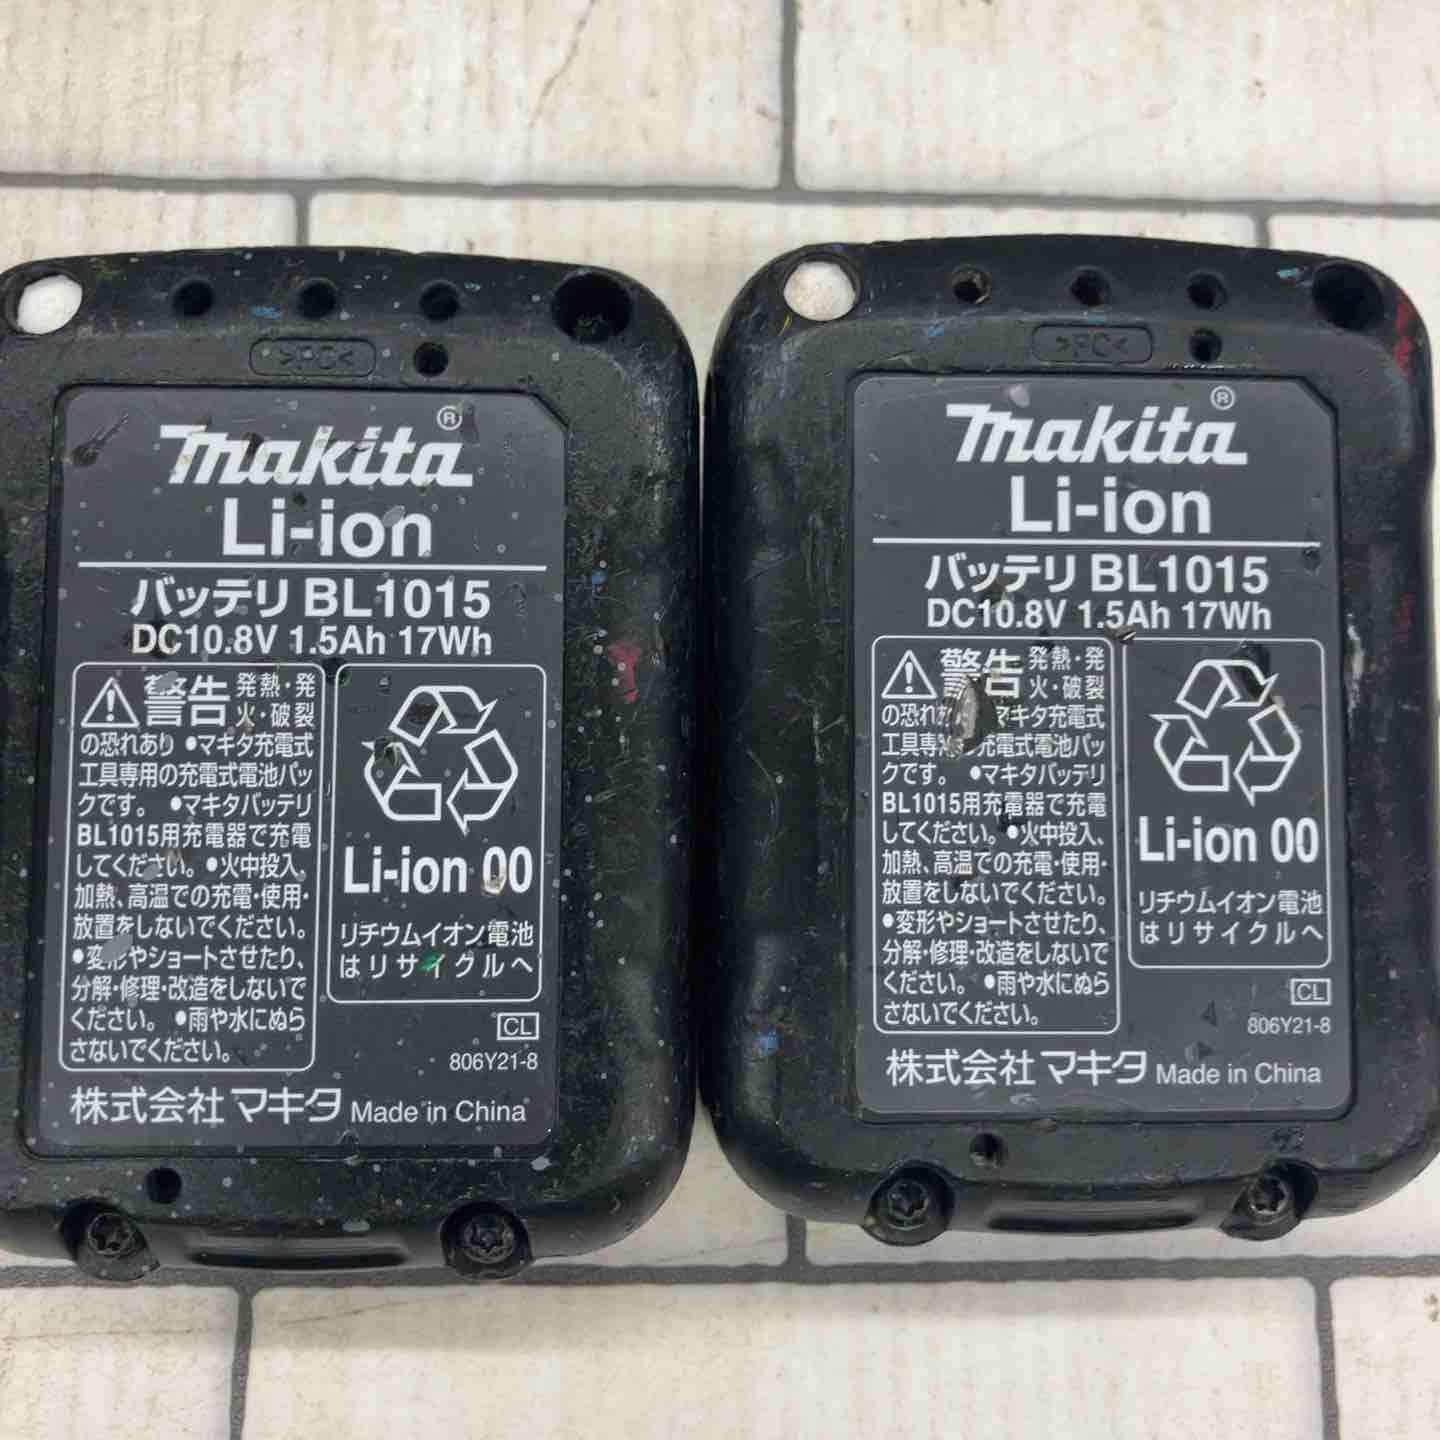 >PC<
makita®
Li-ion
バッテリ BL1015
DC10.8V 1.5Ah 17Wh
警告 発熱・発
火・破裂
の恐れあり ●マキタ充電式
工具専用の充電式電池パッ
クです。 ●マキタバッテリ
BL1015用充電器で充電
してください。●火中投入、
加熱、高温での充電・使用・
放置をしないでください。
●変形やショートさせたり、
分解・修理・改造をしないで
ください。 ●雨や水にぬら
さないでください。
Li-ion 00
リチウムイオン電池
はリサイクルへ
CL
806Y21-8
株式会社マキタ Made in China
>PC<
makita®
Li-ion
バッテリ BL1015
DC10.8V 1.5Ah 17Wh
警告 発熱・発
火・破裂
の恐れ マキタ充電式
工具専 充電式電池パッ
クです。 ●マキタバッテリ
BL1015用充電器で充電
してください。●火中投入、
加熱、高温での充電・使用・
放置をしないでください。
●変形やショートさせたり、
分解・修理・改造をしないで
ください。 ●雨や水にぬら
さないでください。
Li-ion 00
リチウムイオン電池
はリサイクルへ
CL
806Y21-8
株式会社マキタ Made in China